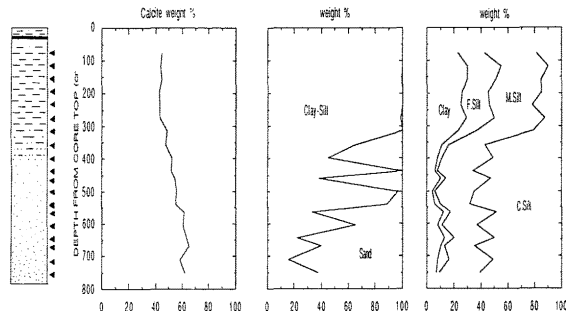 Calcite weight % weight % weight %
0
100
200
300
400
500
600
700
800
DEPTH FROM CORE TOP (cr
Clay-Silt
Sand
Clay
F.Silt
M.Silt
C.Silt
0 20 40 60 80 100
0 20 40 60 80 100
0 20 40 60 80 100